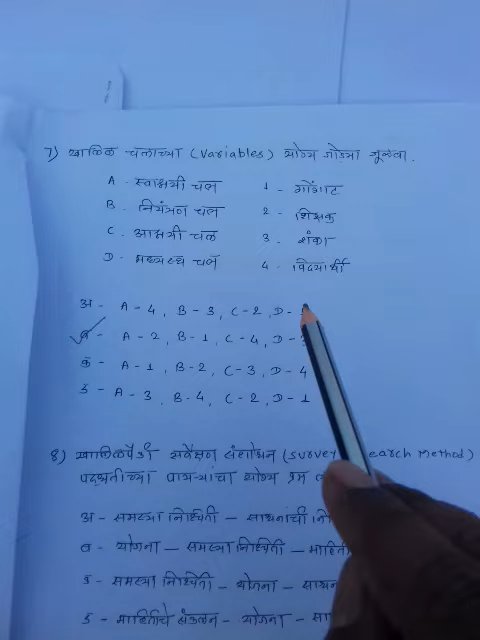 7) खालील चलाच्या (Variables) योग्य जोड्या जूळवा.
A - स्वाश्रयी चल 1 - गोंगाट
B. नियंत्रण चल 2 - शिक्षक
C. आश्रयी चल 3 - शंका
D - मध्यस्थ चल 4 - विद्यार्थी
अ - A - 4, B - 3, C - 2, D -
ब - A - 2, B - 1, C - 4, D - 3
क - A - 1, B - 2, C - 3, D - 4
ड - A - 3, B - 4, C - 2, D - 1
8) खालीलपैकी सर्वेक्षण संशोधन (Survey earch Method)
पद्धतीच्या पायऱ्यांचा योग्य क्रम
अ - समस्या निश्चिती - साधनांची नि
ब - योजना - समस्या निश्चिती - माहिती
क - समस्या निश्चिती - योजना - साधन
ड - माहितीचे संकलन - योजना - सा